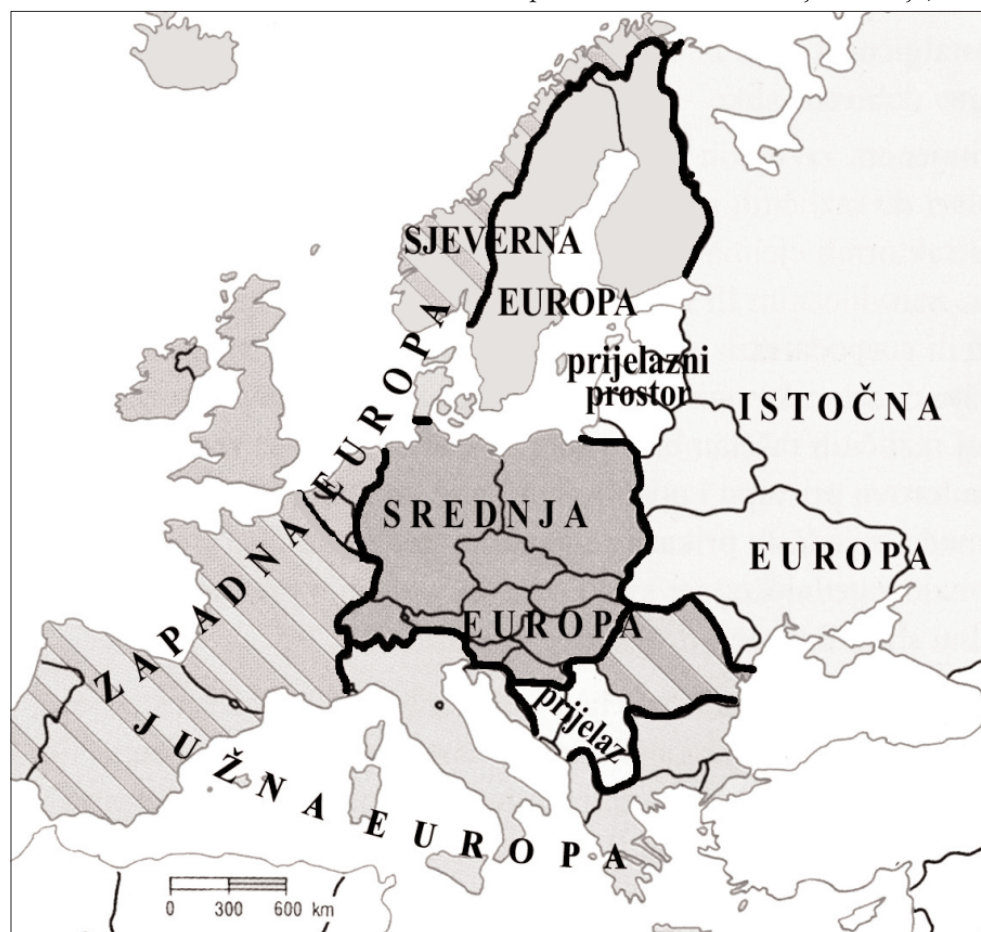 SJEVERNA
EUROPA
prijelazni
prostor
ISTOČNA
EUROPA
SREDNJA
EUROPA
ZAPADNA EUROPA
prijelaz
JUŽNA EUROPA
0 300 600 km